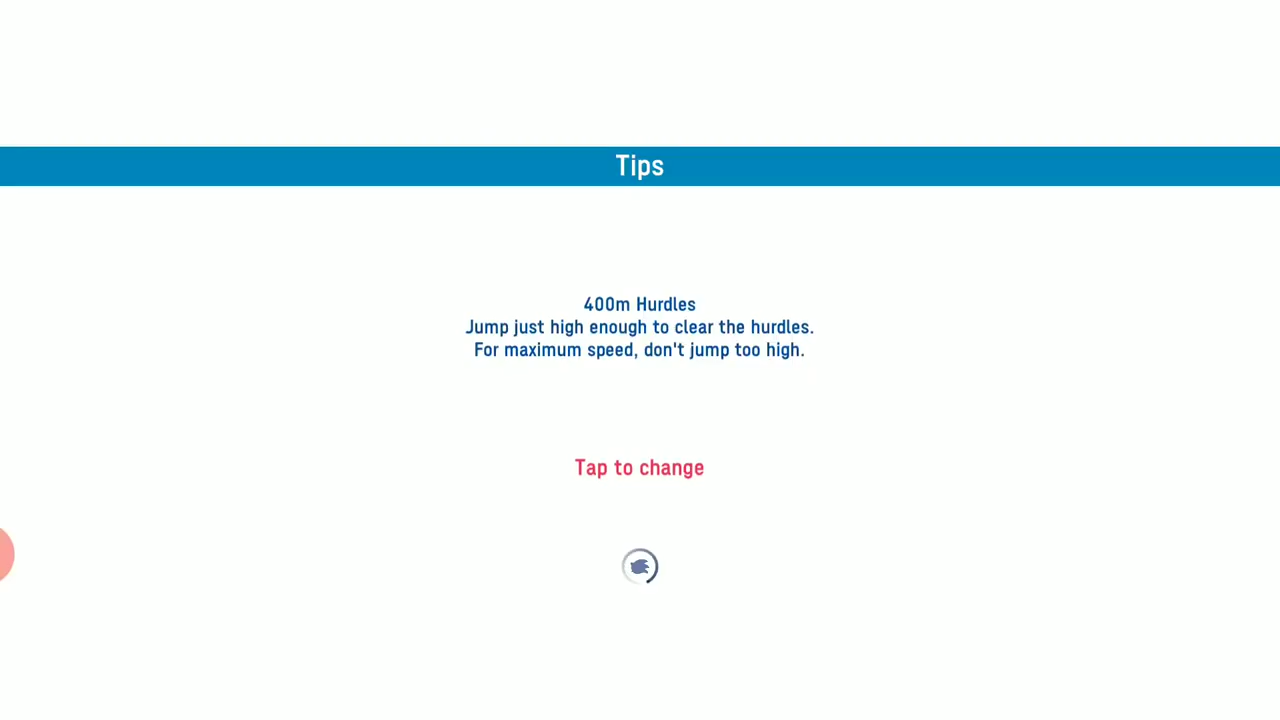 Tips
400m Hurdles
Jump just high enough to clear the hurdles.
For maximum speed, don't jump too high.
Tap to change